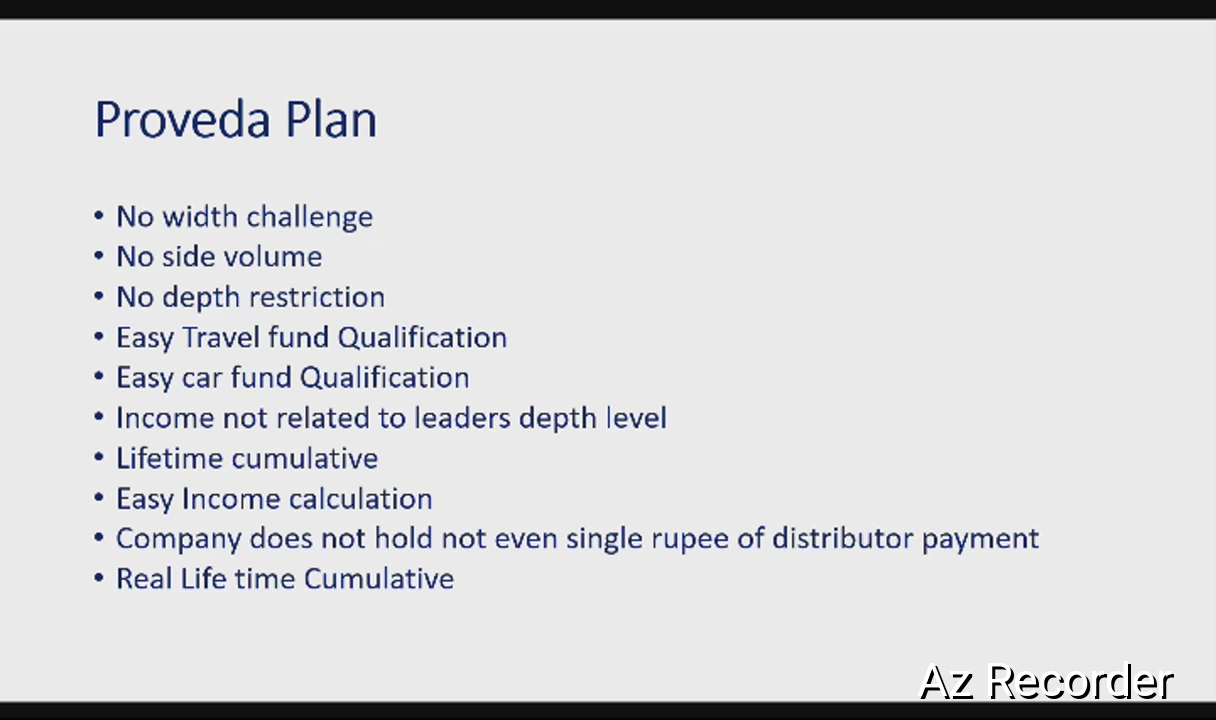 Proveda Plan
• No width challenge
• No side volume
• No depth restriction
• Easy Travel fund Qualification
• Easy car fund Qualification
• Income not related to leaders depth level
• Lifetime cumulative
• Easy Income calculation
• Company does not hold not even single rupee of distributor payment
• Real Life time Cumulative
Az Recorder